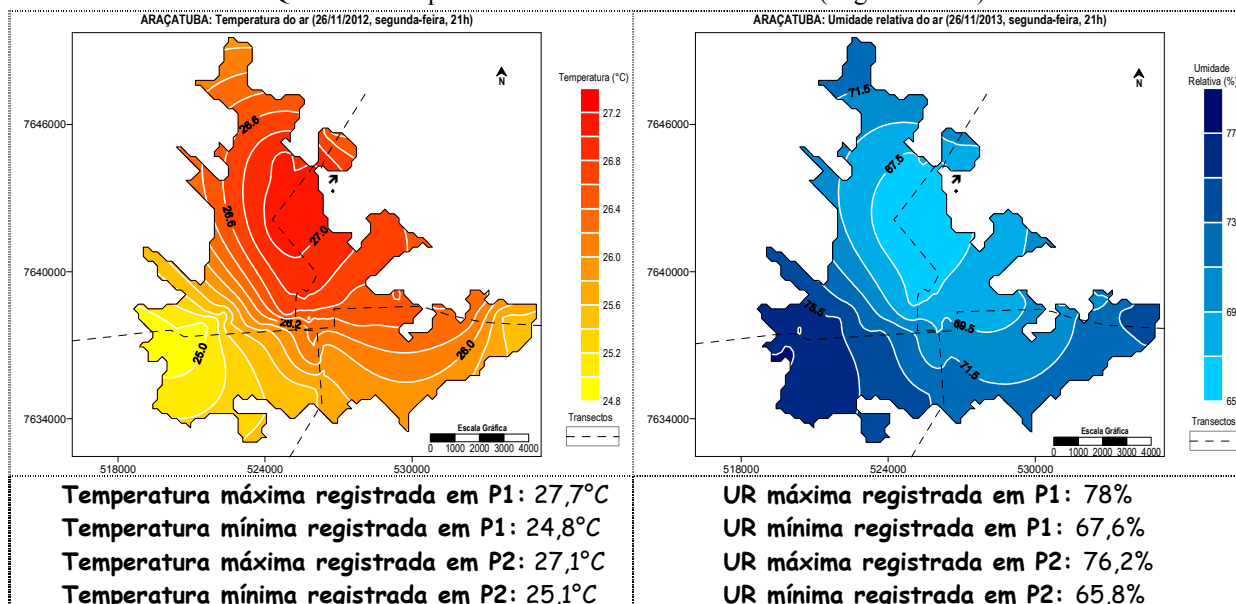 ARAÇATUBA: Temperatura do ar (26/11/2012, segunda-feira, 21h)
N
Temperatura (°C)
27.2
26.8
26.4
26.0
25.6
25.2
24.8
Transectos
7646000
7640000
7634000
518000
524000
530000
26.6
26.6
27.0
26.2
25.0
26.0
Escala Gráfica
0 1000 2000 3000 4000
ARAÇATUBA: Umidade relativa do ar (26/11/2013, segunda-feira, 21h)
N
Umidade
Relativa (%)
77
73
69
65
Transectos
7646000
7640000
7634000
518000
524000
530000
71.5
67.5
75.5
69.5
71.5
Escala Gráfica
0 1000 2000 3000 4000
Temperatura máxima registrada em P1: 27,7°C
Temperatura mínima registrada em P1: 24,8°C
Temperatura máxima registrada em P2: 27,1°C
Temperatura mínima registrada em P2: 25,1°C
UR máxima registrada em P1: 78%
UR mínima registrada em P1: 67,6%
UR máxima registrada em P2: 76,2%
UR mínima registrada em P2: 65,8%